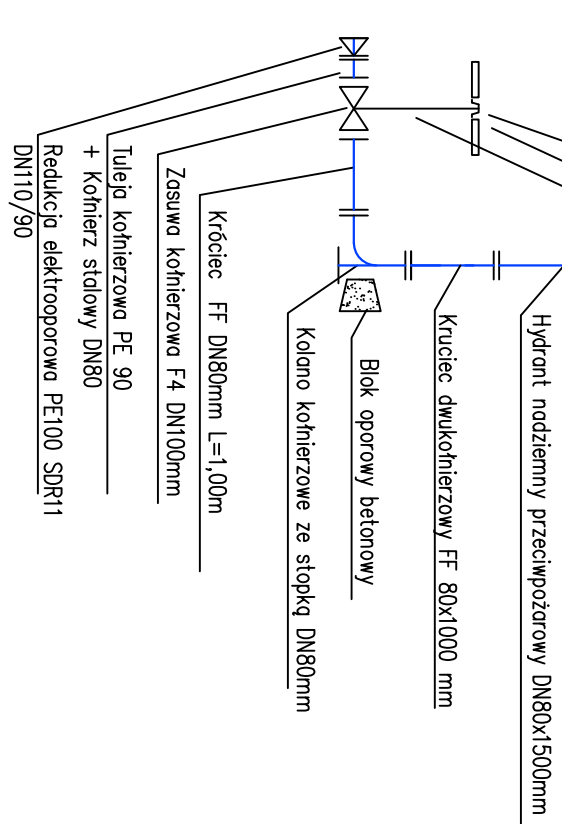 Hydrant nadziemny przeciwpożarowy DN80x1500mm
Kruciec dwukołnierzowy FF 80x1000 mm
Blok oporowy betonowy
Kolano kołnierzowe ze stopką DN80mm
Króciec FF DN80mm L=1,00m
Zasuwa kołnierzowa F4 DN100mm
Tuleja kołnierzowa PE 90
+ Kołnierz stalowy DN80
Redukcja elektrooporowa PE100 SDR11
DN110/90